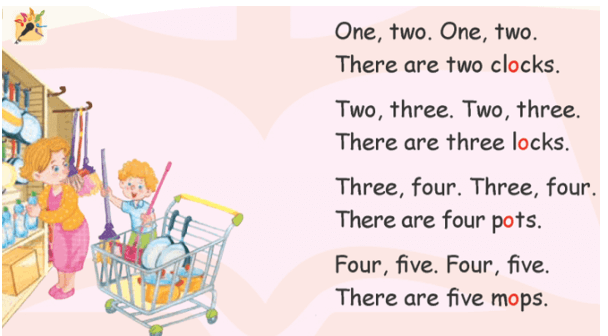 One, two. One, two.
There are two clocks.
Two, three. Two, three.
There are three locks.
Three, four. Three, four.
There are four pots.
Four, five. Four, five.
There are five mops.